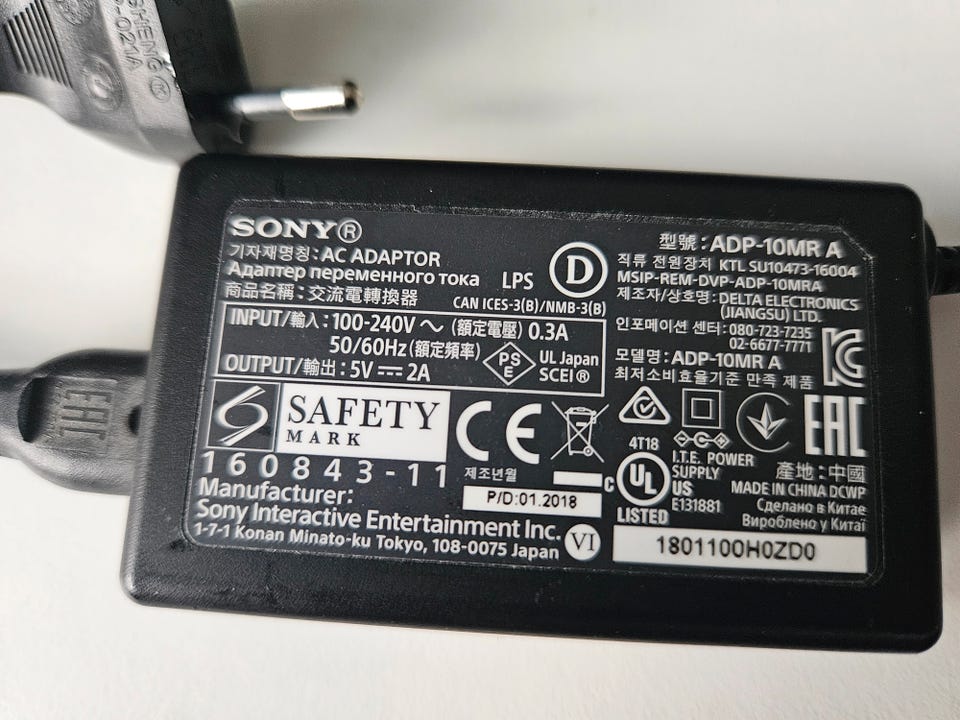 SHENG
-021A
EAC
SONY®
기자재명칭: AC ADAPTOR
Адаптер переменного тока
商品名稱: 交流電轉換器
LPS
D
CAN ICES-3(B)/NMB-3(B)
INPUT/輸入: 100-240V ~ (額定電壓) 0.3A
50/60Hz(額定頻率)
OUTPUT/輸出: 5V ⎓ 2A
PS
E
UL Japan
SCEI®
SAFETY
MARK
160843-11
제조년월
P/D:01.2018
Manufacturer:
Sony Interactive Entertainment Inc.
1-7-1 Konan Minato-ku Tokyo, 108-0075 Japan
VI
型號: ADP-10MR A
직류 전원장치 KTL SU10473-16004
MSIP-REM-DVP-ADP-10MRA
제조자/상호명: DELTA ELECTRONICS
(JIANGSU) LTD.
인포메이션 센터: 080-723-7235
02-6677-7771
모델명: ADP-10MR A
최저소비효율기준 만족 제품
KC
CE
4T18
EAC
I.T.E. POWER
SUPPLY
c UL US
LISTED
E131881
產地: 中國
MADE IN CHINA DCWP
Сделано в Китае
Вироблено у Китаї
1801100H0ZD0